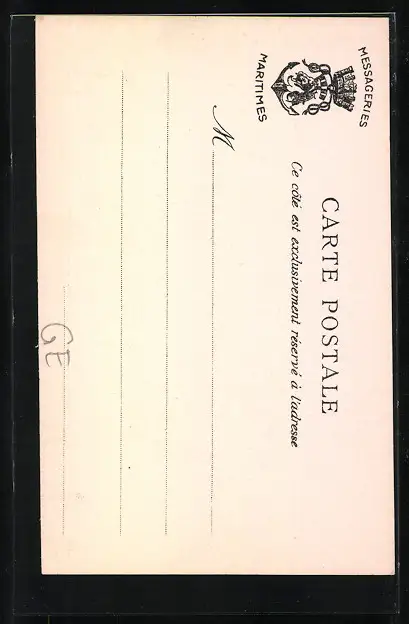 MESSAGERIES
MARITIMES
CARTE POSTALE
Ce côté est exclusivement réservé à l'adresse
M
GE